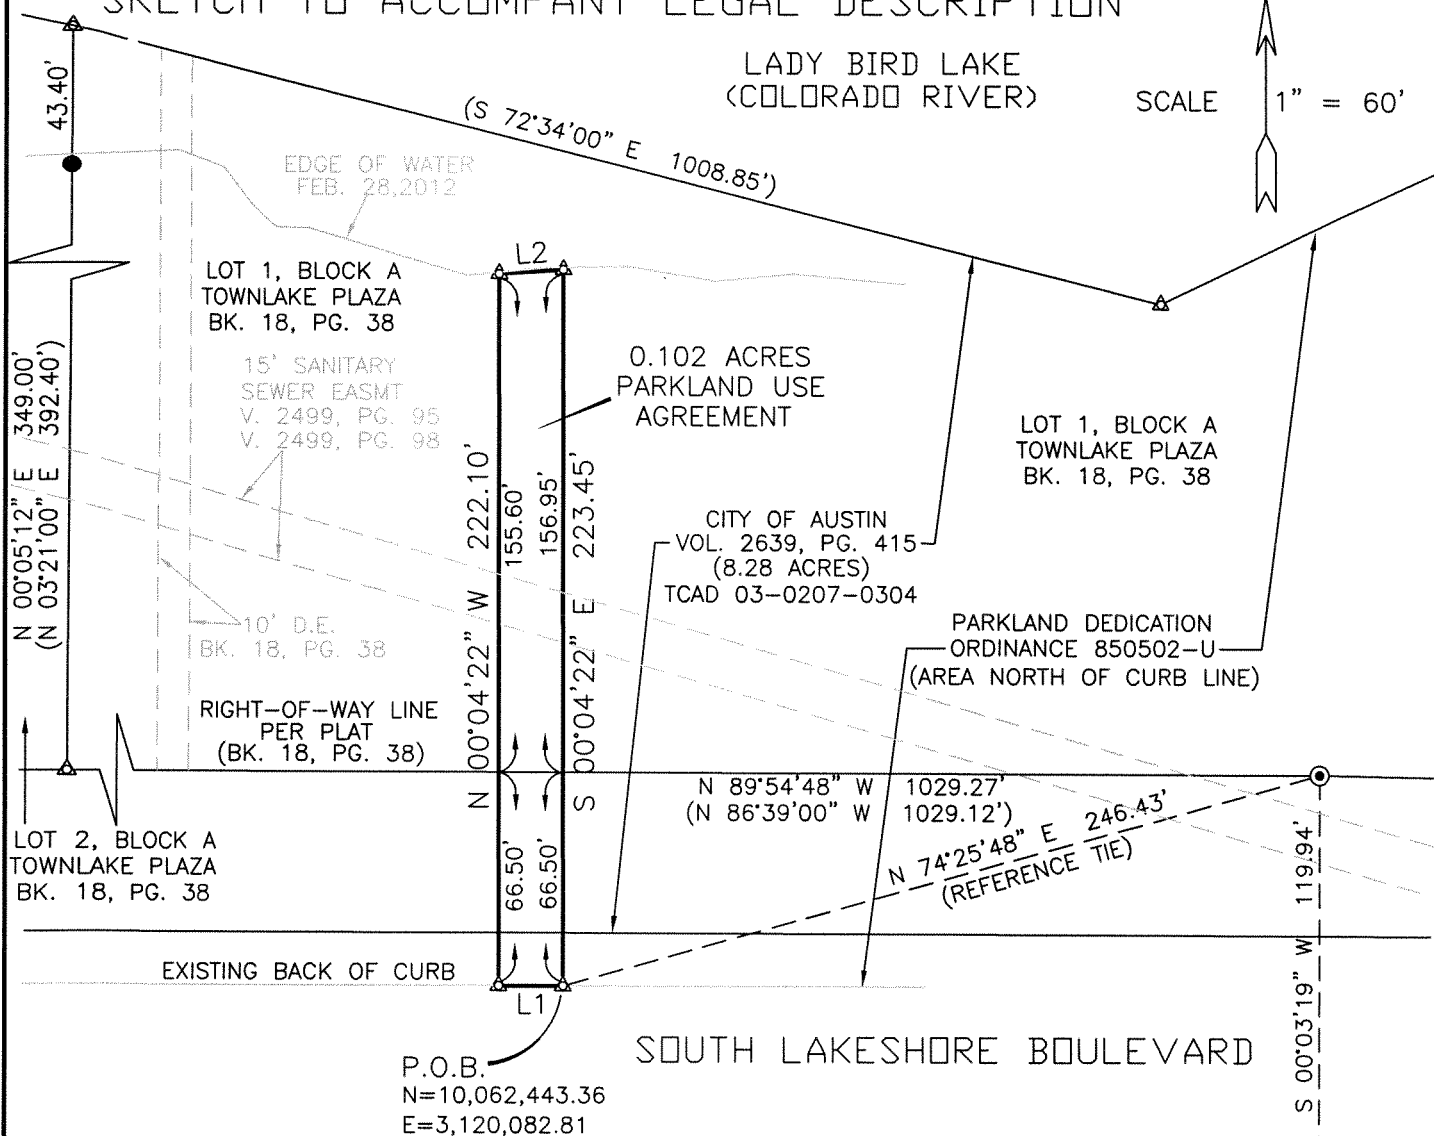 SKETCH TO ACCOMPANY LEGAL DESCRIPTION
LADY BIRD LAKE
(COLORADO RIVER)
SCALE 1" = 60'
43.40'
(S 72°34'00" E 1008.85')
EDGE OF WATER
FEB. 28,2012
L2
LOT 1, BLOCK A
TOWNLAKE PLAZA
BK. 18, PG. 38
0.102 ACRES
PARKLAND USE
AGREEMENT
15' SANITARY
SEWER EASMT
V. 2499, PG. 95
V. 2499, PG. 98
N 00°05'12" E 349.00'
(N 03°21'00" E 392.40')
LOT 1, BLOCK A
TOWNLAKE PLAZA
BK. 18, PG. 38
N 00°04'22" W 222.10'
155.60'
156.95'
S 00°04'22" E 223.45'
CITY OF AUSTIN
VOL. 2639, PG. 415
(8.28 ACRES)
TCAD 03-0207-0304
10' D.E.
BK. 18, PG. 38
PARKLAND DEDICATION
ORDINANCE 850502-U
(AREA NORTH OF CURB LINE)
RIGHT-OF-WAY LINE
PER PLAT
(BK. 18, PG. 38)
N 89°54'48" W 1029.27'
(N 86°39'00" W 1029.12')
LOT 2, BLOCK A
TOWNLAKE PLAZA
BK. 18, PG. 38
66.50'
66.50'
N 74°25'48" E 246.43'
(REFERENCE TIE)
S 00°03'19" W 119.94'
EXISTING BACK OF CURB
L1
SOUTH LAKESHORE BOULEVARD
P.O.B.
N=10,062,443.36
E=3,120,082.81